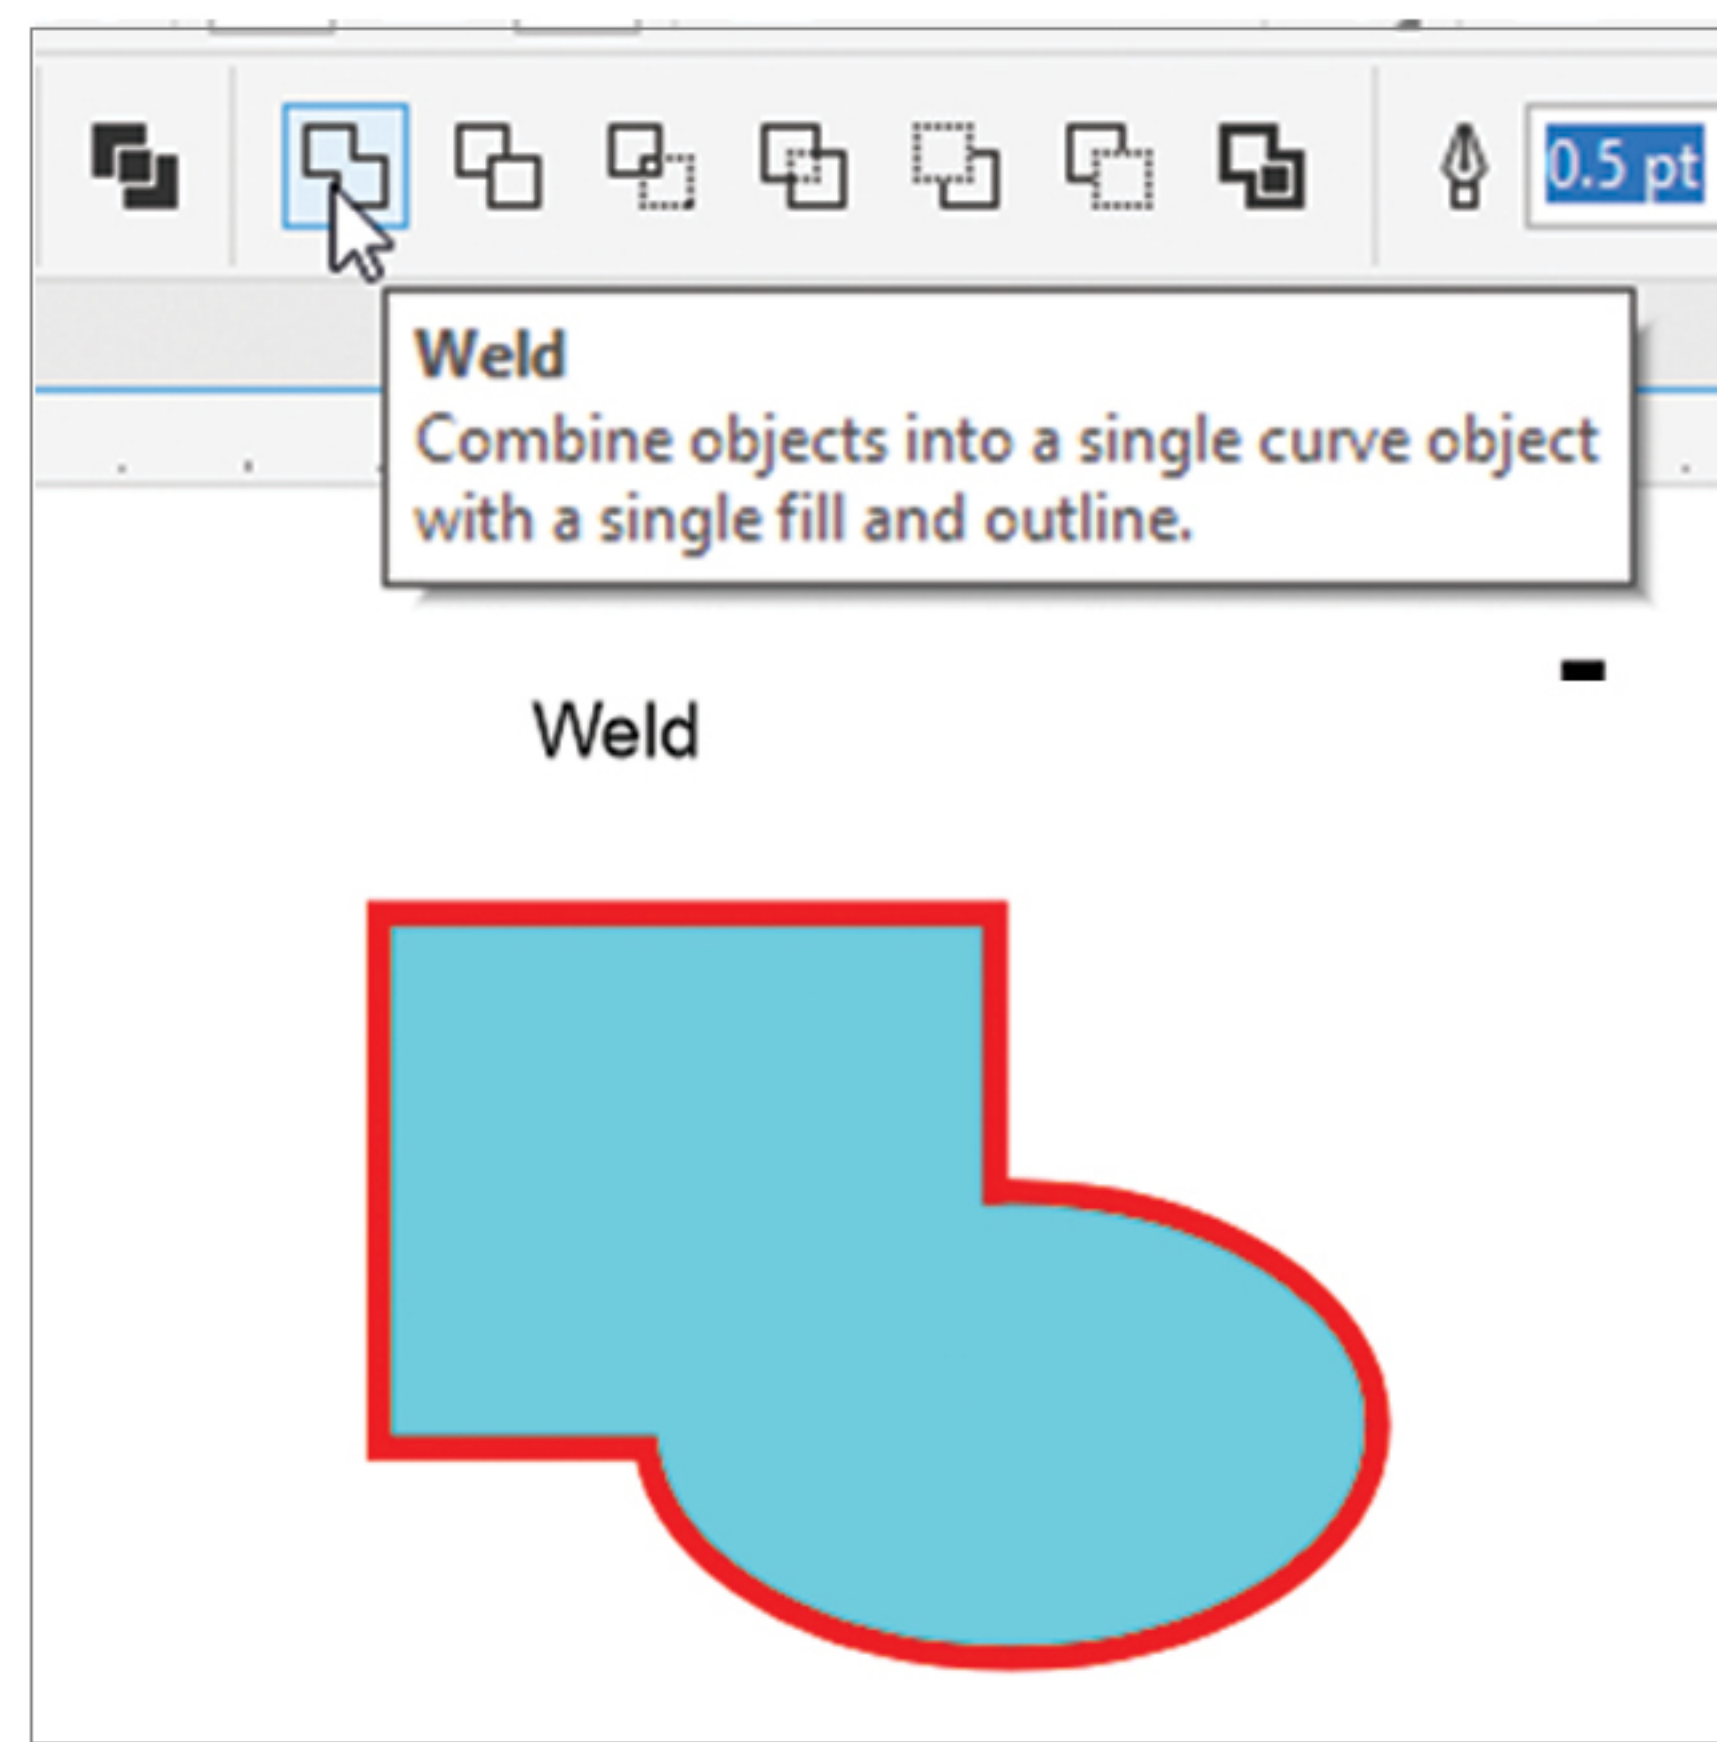 0.5 pt
Weld
Combine objects into a single curve object
with a single fill and outline.
Weld